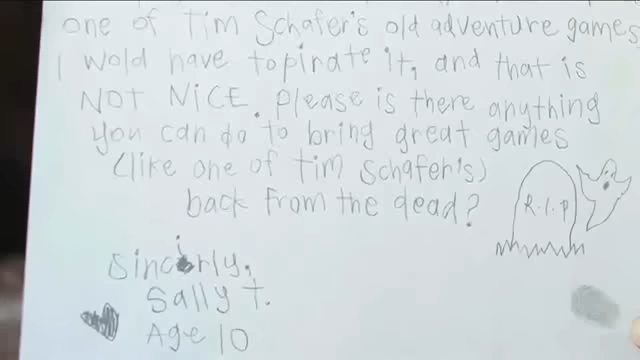 one of Tim Schafer's old adventure games
I wold have to pirate it, and that is
NOT NICE. Please is there anything
you can do to bring great games
(like one of Tim Schafer's)
back from the dead?
R.I.P
Sincerly,
Sally T.
Age 10